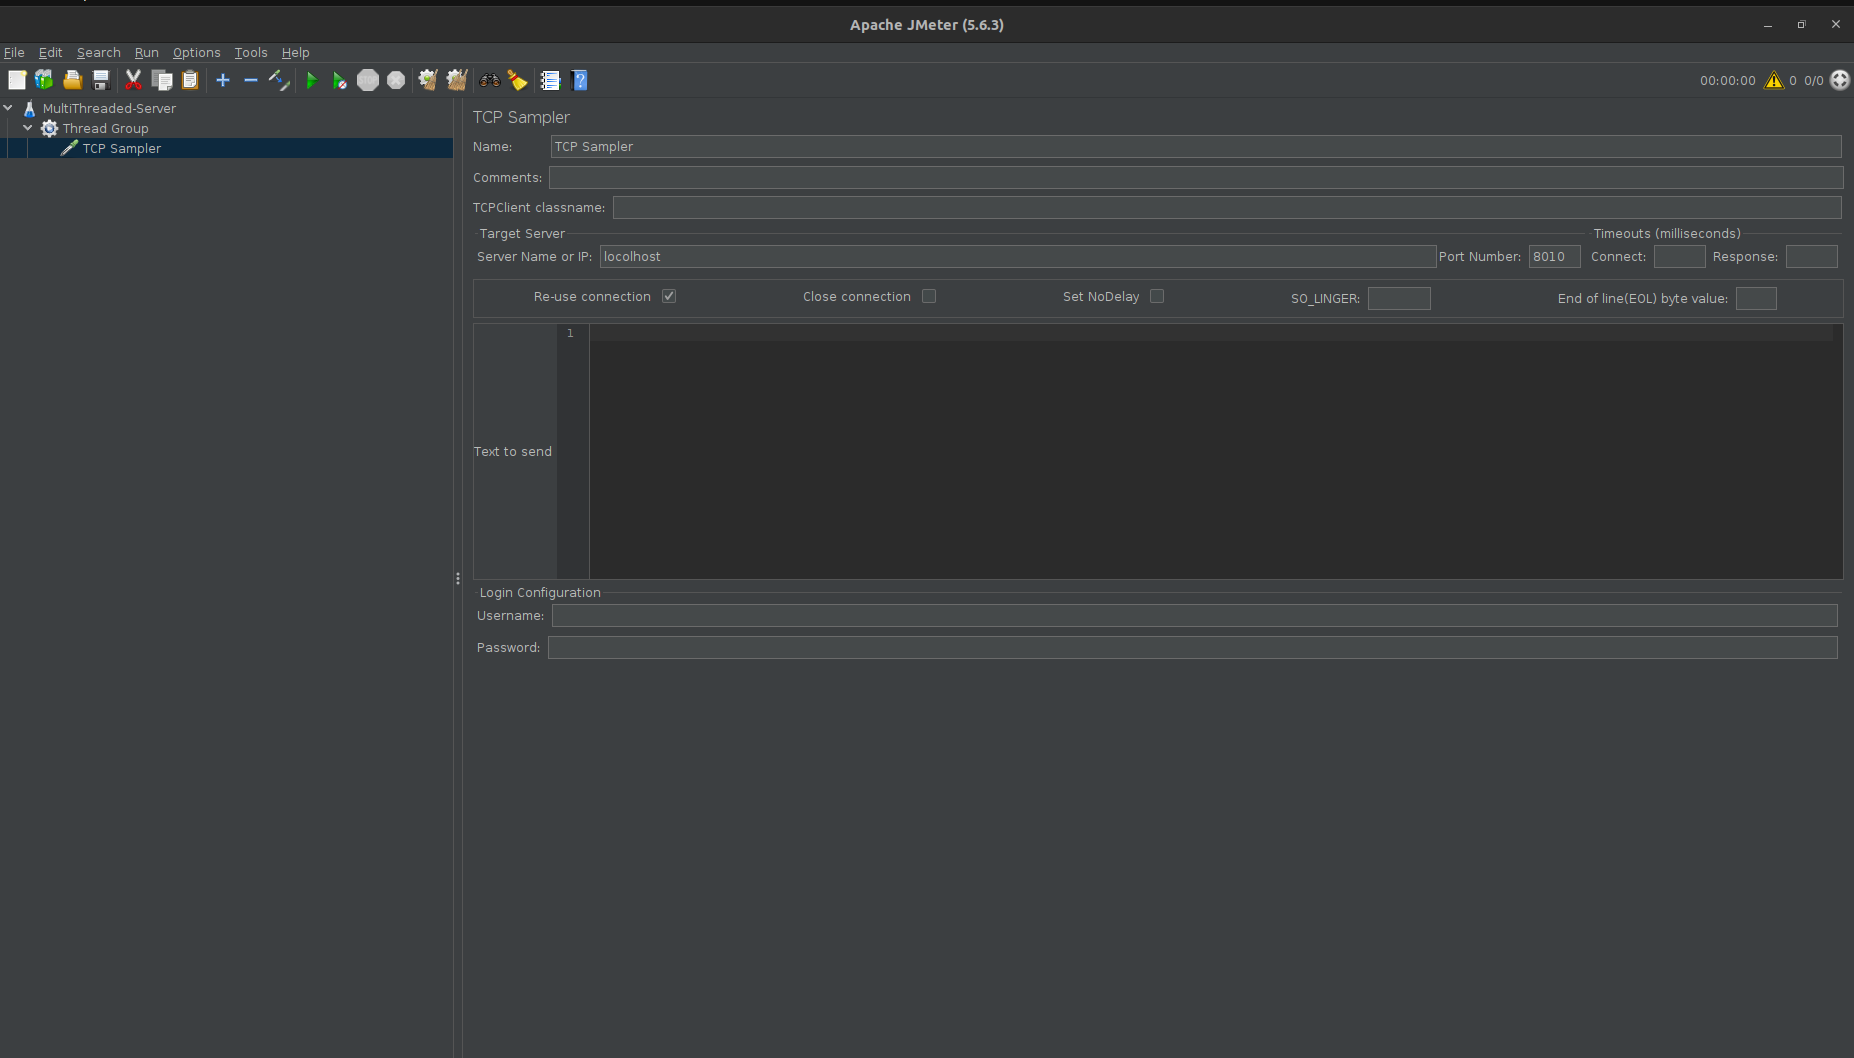 Apache JMeter (5.6.3)
File Edit Search Run Options Tools Help
00:00:00 0 0/0
MultiThreaded-Server
Thread Group
TCP Sampler
TCP Sampler
Name: TCP Sampler
Comments:
TCPClient classname:
Target Server Timeouts (milliseconds)
Server Name or IP: locolhost Port Number: 8010 Connect: Response:
Re-use connection Close connection Set NoDelay SO_LINGER: End of line(EOL) byte value:
1
Text to send
Login Configuration
Username:
Password: